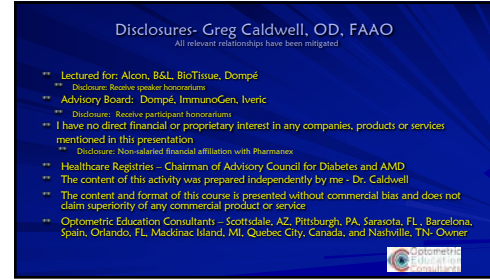 Disclosures- Greg Caldwell, OD, FAAO
All relevant relationships have been mitigated
Lectured for: Alcon, B&L, BioTissue, Dompé
Disclosure: Receive speaker honorariums
Advisory Board: Dompé, ImmunoGen, Iveric
Disclosure: Receive participant honorariums
I have no direct financial or proprietary interest in any companies, products or services
mentioned in this presentation
Disclosure: Non-salaried financial affiliation with Pharmanex
Healthcare Registries – Chairman of Advisory Council for Diabetes and AMD
The content of this activity was prepared independently by me - Dr. Caldwell
The content and format of this course is presented without commercial bias and does not
claim superiority of any commercial product or service
Optometric Education Consultants – Scottsdale, AZ, Pittsburgh, PA, Sarasota, FL , Barcelona,
Spain, Orlando, FL, Mackinac Island, MI, Quebec City, Canada, and Nashville, TN- Owner
Optometric
Education
Consultants